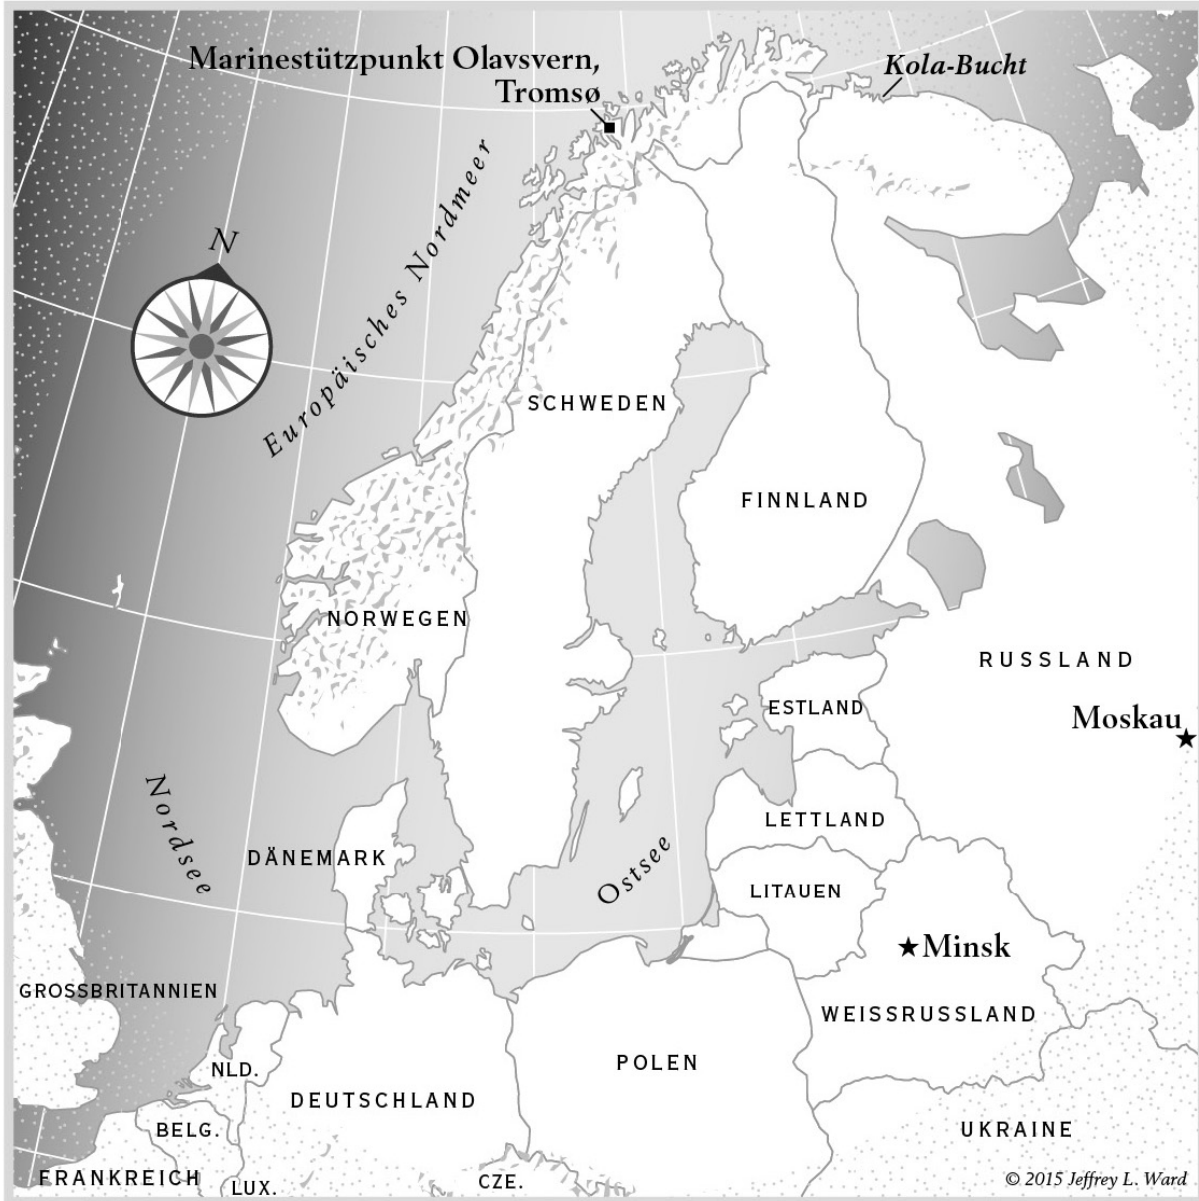 Marinestützpunkt Olavsvern,
Tromsø
Kola-Bucht
N
Europäisches Nordmeer
SCHWEDEN
FINNLAND
NORWEGEN
RUSSLAND
ESTLAND
Moskau
Nordsee
LETTLAND
DÄNEMARK
Ostsee
LITAUEN
Minsk
GROSSBRITANNIEN
WEISSRUSSLAND
NLD.
POLEN
DEUTSCHLAND
BELG.
UKRAINE
FRANKREICH
LUX.
CZE.
© 2015 Jeffrey L. Ward